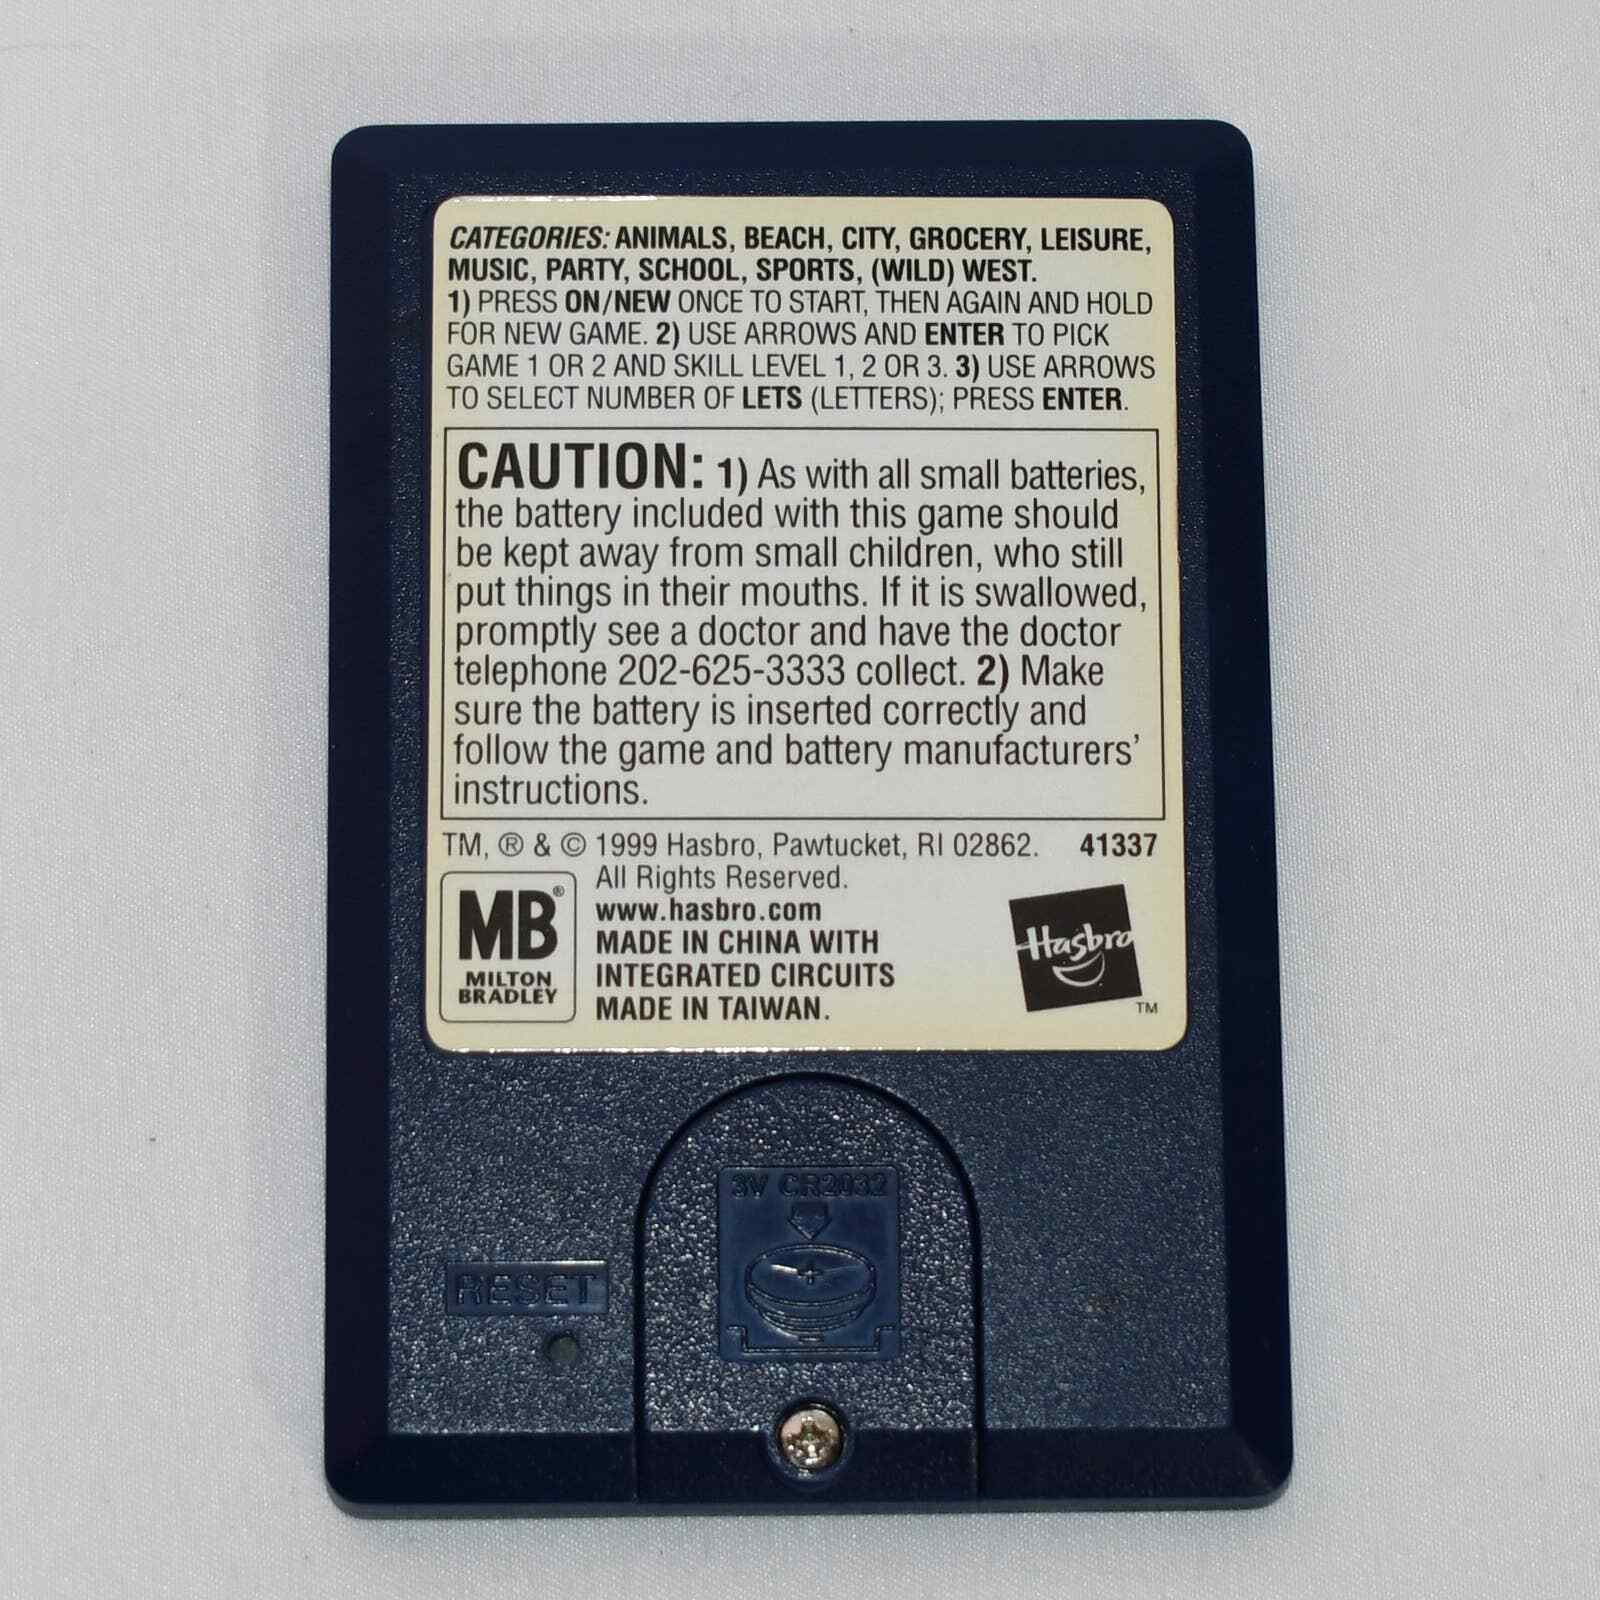 CATEGORIES: ANIMALS, BEACH, CITY, GROCERY, LEISURE,
MUSIC, PARTY, SCHOOL, SPORTS, (WILD) WEST.
1) PRESS ON/NEW ONCE TO START, THEN AGAIN AND HOLD
FOR NEW GAME. 2) USE ARROWS AND ENTER TO PICK
GAME 1 OR 2 AND SKILL LEVEL 1, 2 OR 3. 3) USE ARROWS
TO SELECT NUMBER OF LETS (LETTERS); PRESS ENTER.
CAUTION: 1) As with all small batteries,
the battery included with this game should
be kept away from small children, who still
put things in their mouths. If it is swallowed,
promptly see a doctor and have the doctor
telephone 202-625-3333 collect. 2) Make
sure the battery is inserted correctly and
follow the game and battery manufacturers'
instructions.
TM, ® & © 1999 Hasbro, Pawtucket, RI 02862. 41337
All Rights Reserved.
www.hasbro.com
MADE IN CHINA WITH
INTEGRATED CIRCUITS
MADE IN TAIWAN.
MB®
MILTON
BRADLEY
Hasbro
TM
3V CR2032
+
RESET